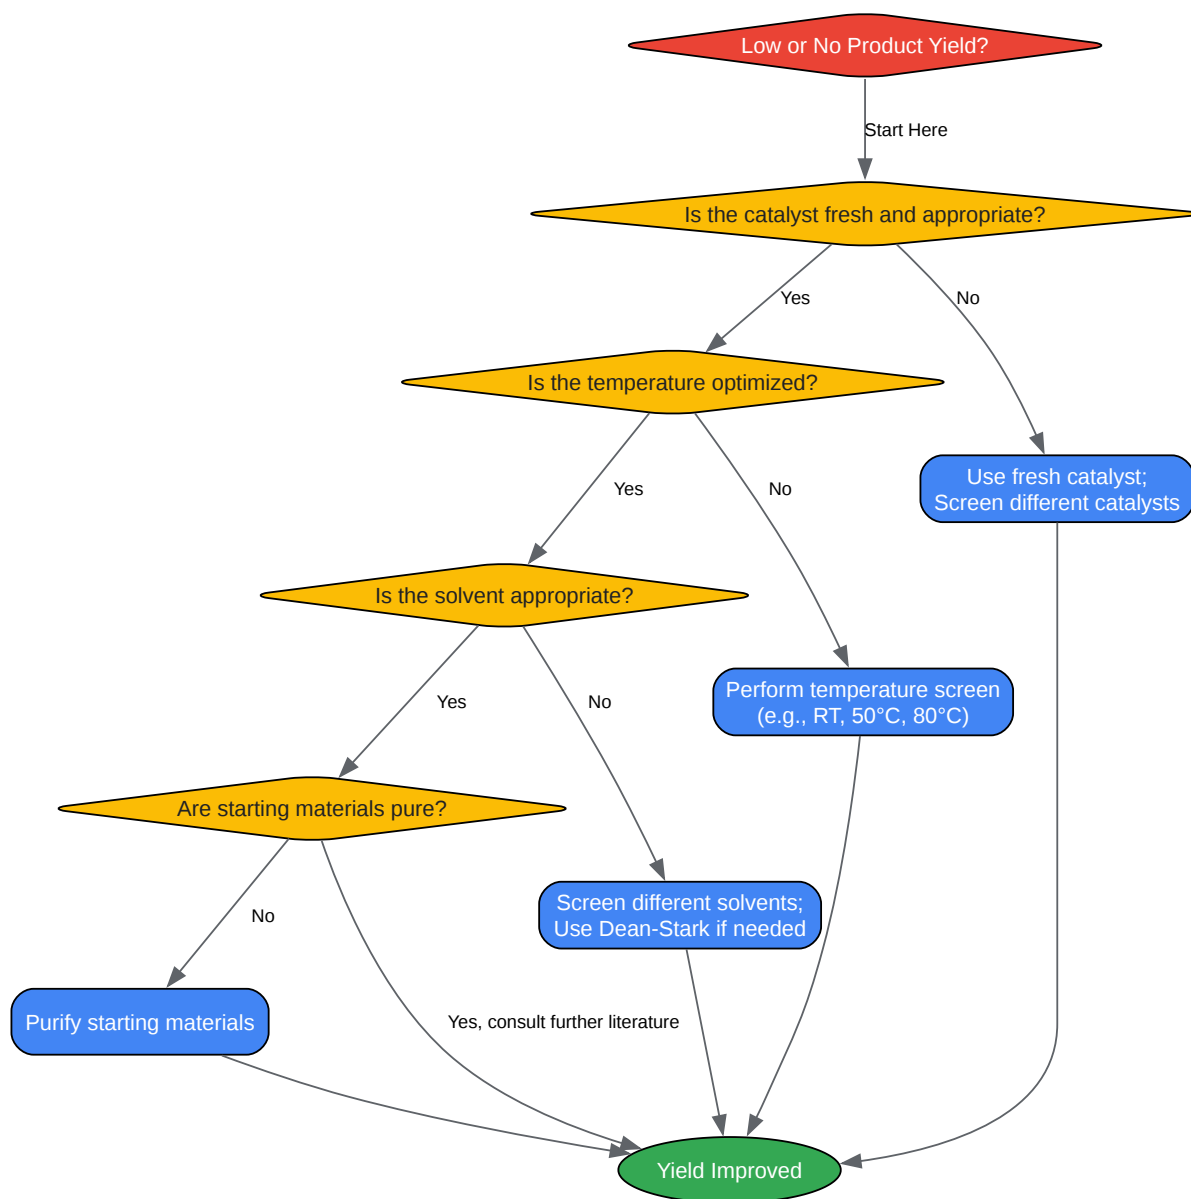 Low or No Product Yield?
Start Here
Is the catalyst fresh and appropriate?
Yes
No
Is the temperature optimized?
Use fresh catalyst;
Screen different catalysts
Yes
No
Is the solvent appropriate?
Perform temperature screen
(e.g., RT, 50°C, 80°C)
Yes
No
Are starting materials pure?
Screen different solvents;
Use Dean-Stark if needed
No
Purify starting materials
Yes, consult further literature
Yield Improved